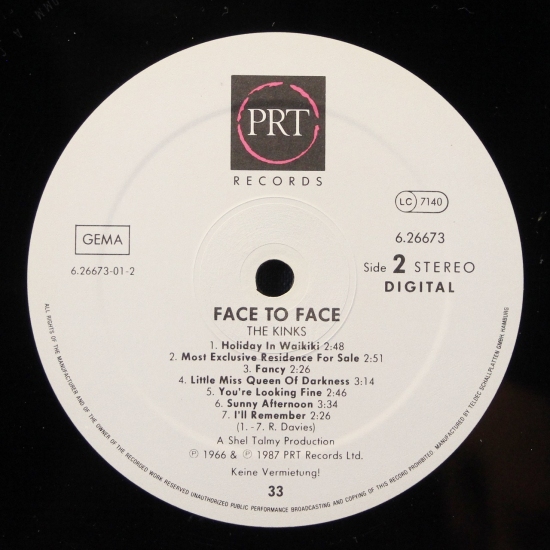 PRT
RECORDS
LC 7140
GEMA
6.26673-01-2
6.26673
Side 2 STEREO
DIGITAL
FACE TO FACE
THE KINKS
1. Holiday In Waikiki 2:48
2. Most Exclusive Residence For Sale 2:51
3. Fancy 2:26
4. Little Miss Queen Of Darkness 3:14
5. You're Looking Fine 2:46
6. Sunny Afternoon 3:34
7. I'll Remember 2:26
(1. - 7. R. Davies)
A Shel Talmy Production
Ⓟ 1966 & Ⓟ 1987 PRT Records Ltd.
Keine Vermietung!
33
ALL RIGHTS OF THE MANUFACTURER AND OF THE OWNER OF THE RECORDED WORK RESERVED UNAUTHORIZED PUBLIC PERFORMANCE BROADCASTING AND COPYING OF THIS RECORD PROHIBITED. MANUFACTURED BY TELDEC SCHALLPLATTEN GMBH, HAMBURG